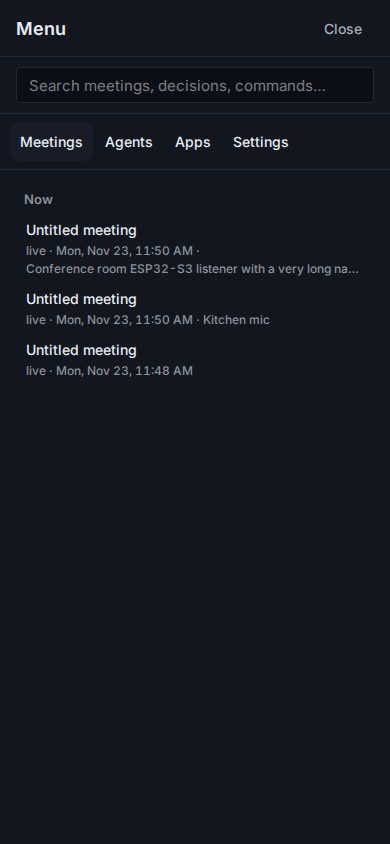 Menu
Close
Search meetings, decisions, commands...
Meetings Agents Apps Settings
Now
Untitled meeting
live · Mon, Nov 23, 11:50 AM ·
Conference room ESP32-S3 listener with a very long na...
Untitled meeting
live · Mon, Nov 23, 11:50 AM · Kitchen mic
Untitled meeting
live · Mon, Nov 23, 11:48 AM